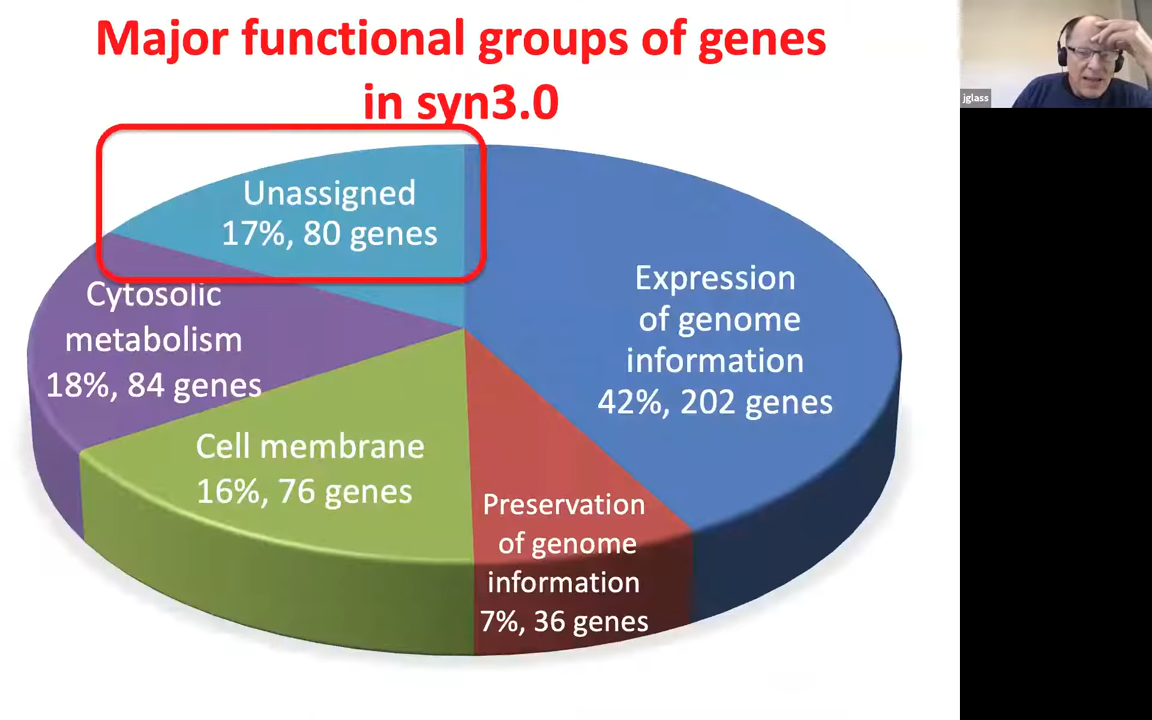 Major functional groups of genes
in syn3.0
jglass
Unassigned
17%, 80 genes
Expression
of genome
information
42%, 202 genes
Cytosolic
metabolism
18%, 84 genes
Cell membrane
16%, 76 genes
Preservation
of genome
information
7%, 36 genes